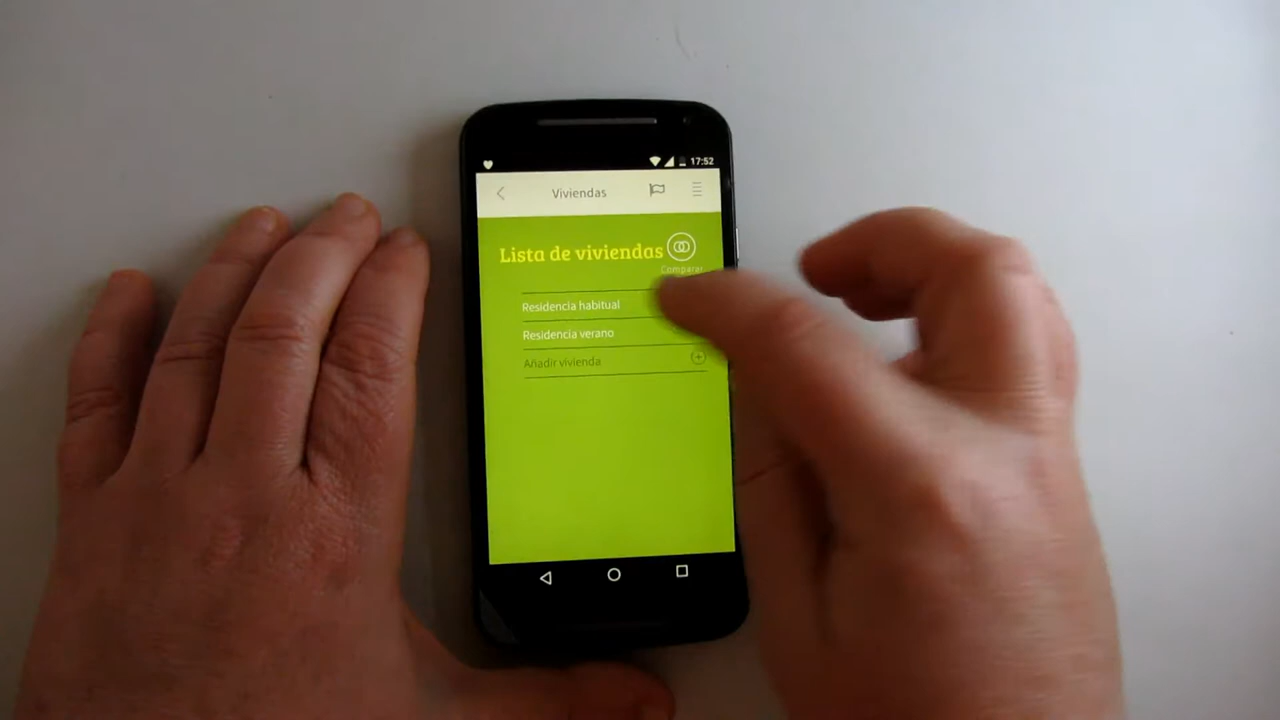 17:52
Viviendas
Lista de viviendas
Comparar
Residencia habitual
Residencia verano
Añadir vivienda